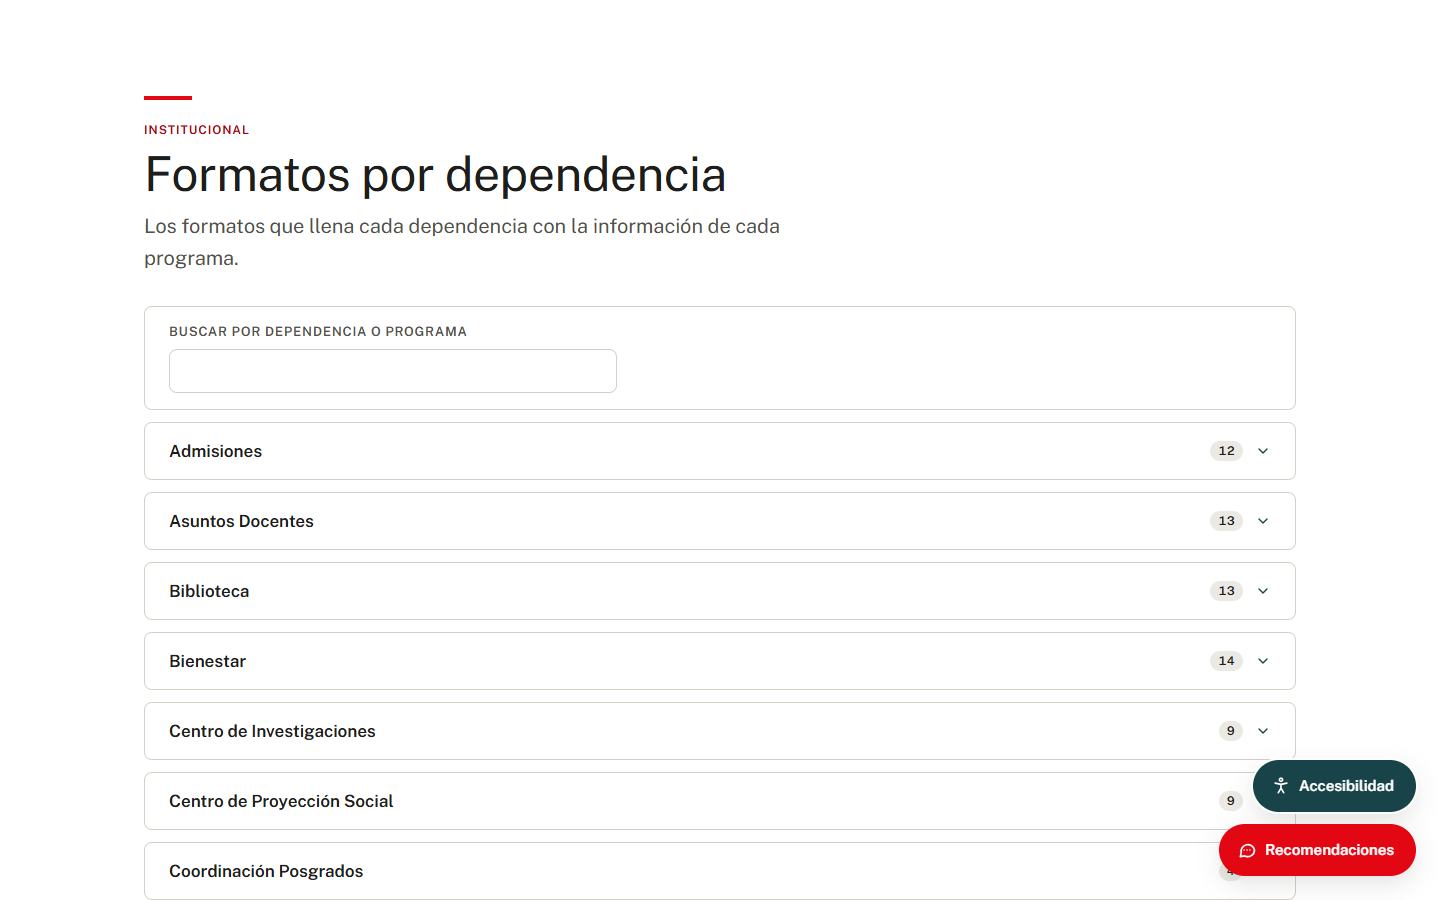 INSTITUCIONAL
Formatos por dependencia
Los formatos que llena cada dependencia con la información de cada
programa.
BUSCAR POR DEPENDENCIA O PROGRAMA
Admisiones 12
Asuntos Docentes 13
Biblioteca 13
Bienestar 14
Centro de Investigaciones 9
Accesibilidad
Centro de Proyección Social 9
Recomendaciones
Coordinación Posgrados